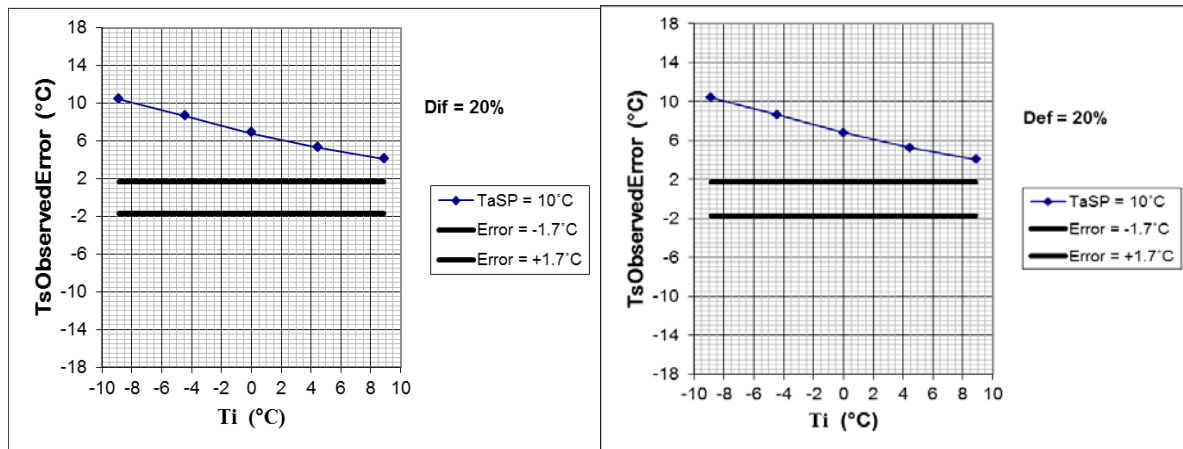 18
14
10
6
2
-2
-6
-10
-14
-18
-10 -8 -6 -4 -2 0 2 4 6 8 10
TsObservedError (°C)
Ti (°C)
Dif = 20%
TaSP = 10˚C
Error = -1.7˚C
Error = +1.7˚C
18
14
10
6
2
-2
-6
-10
-14
-18
-10 -8 -6 -4 -2 0 2 4 6 8 10
TsObservedError (°C)
Ti (°C)
Def = 20%
TaSP = 10˚C
Error = -1.7˚C
Error = +1.7˚C